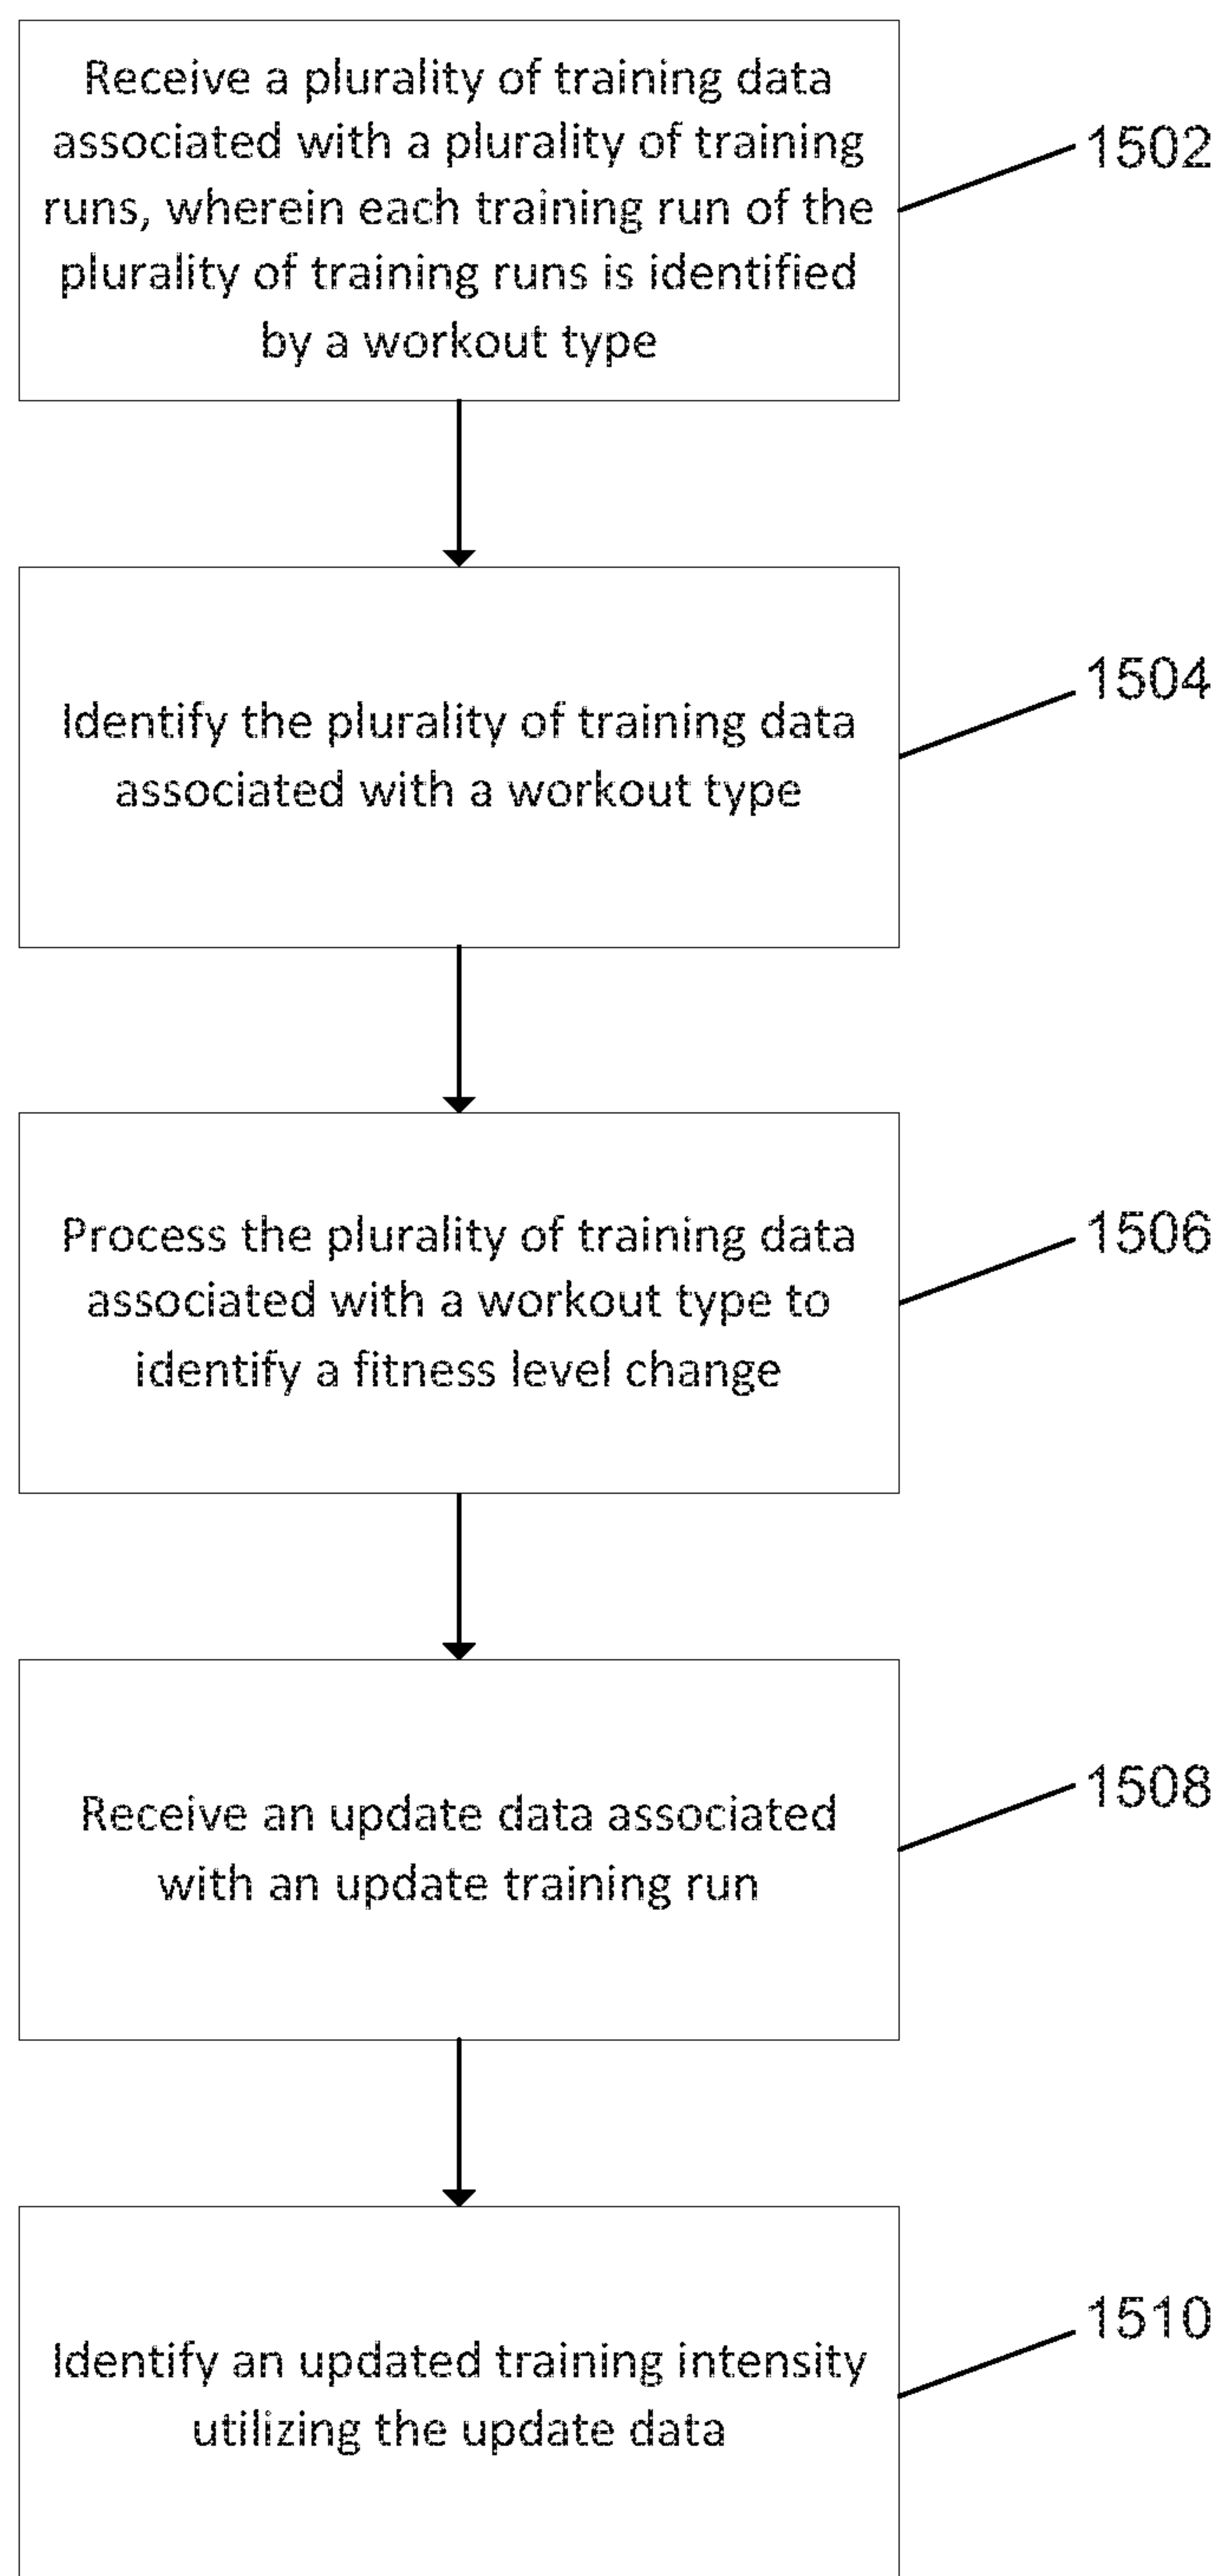 Receive a plurality of training data
associated with a plurality of training
runs, wherein each training run of the
plurality of training runs is identified
by a workout type
1502
Identify the plurality of training data
associated with a workout type
1504
Process the plurality of training data
associated with a workout type to
identify a fitness level change
1506
Receive an update data associated
with an update training run
1508
Identify an updated training intensity
utilizing the update data
1510